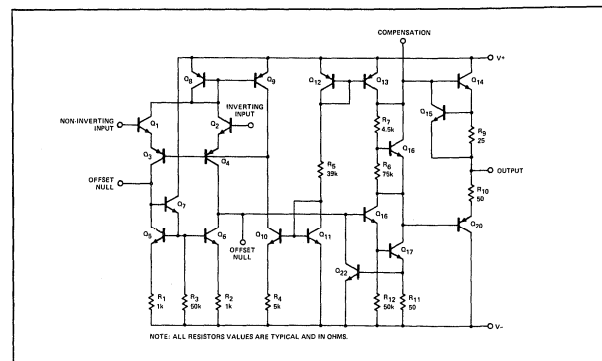 COMPENSATION
V+
Q8
Q9
Q12
Q13
Q14
Q15
INVERTING
INPUT
NON-INVERTING
INPUT
Q1
Q2
R7
4.5k
R9
25
Q16
Q3
Q4
R5
39k
R6
75k
OUTPUT
OFFSET
NULL
R10
50
Q7
Q16
Q20
Q5
Q6
OFFSET
NULL
Q10
Q11
Q17
Q22
R1
1k
R3
50k
R2
1k
R4
5k
R12
50k
R11
50
V−
NOTE: ALL RESISTORS VALUES ARE TYPICAL AND IN OHMS.